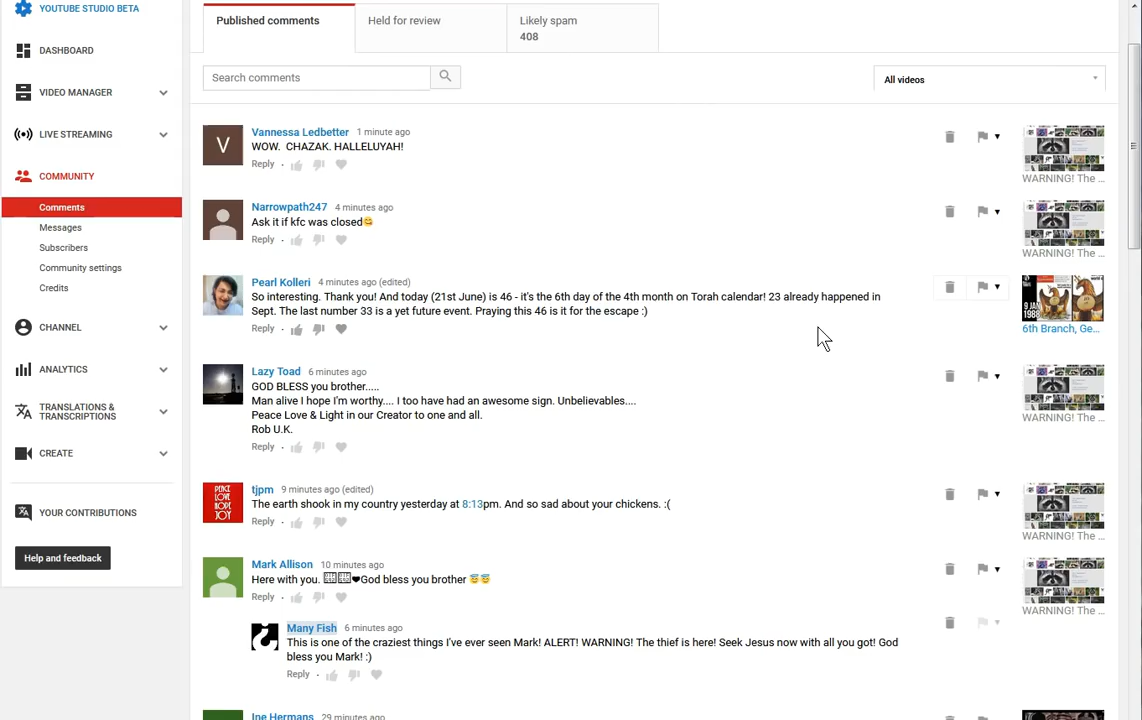 YOUTUBE STUDIO BETA
DASHBOARD
VIDEO MANAGER
LIVE STREAMING
COMMUNITY
Comments
Messages
Subscribers
Community settings
Credits
CHANNEL
ANALYTICS
TRANSLATIONS &
TRANSCRIPTIONS
CREATE
YOUR CONTRIBUTIONS
Help and feedback
Published comments
Held for review
Likely spam
408
Search comments
All videos
V
Vannessa Ledbetter 1 minute ago
WOW. CHAZAK. HALLELUYAH!
Reply
WARNING! The ...
Narrowpath247 4 minutes ago
Ask it if kfc was closed😋
Reply
WARNING! The ...
Pearl Kolleri 4 minutes ago (edited)
So interesting. Thank you! And today (21st June) is 46 - it's the 6th day of the 4th month on Torah calendar! 23 already happened in
Sept. The last number 33 is a yet future event. Praying this 46 is it for the escape :)
Reply
9 JAN
1988
6th Branch, Ge...
Lazy Toad 6 minutes ago
GOD BLESS you brother.....
Man alive I hope I'm worthy.... I too have had an awesome sign. Unbelievables....
Peace Love & Light in our Creator to one and all.
Rob U.K.
Reply
WARNING! The ...
PEACE
LOVE
HOPE
JOY
tjpm 9 minutes ago (edited)
The earth shook in my country yesterday at 8:13pm. And so sad about your chickens. :(
Reply
WARNING! The ...
Mark Allison 10 minutes ago
Here with you. ❤God bless you brother 😇😇
Reply
WARNING! The ...
Many Fish 6 minutes ago
This is one of the craziest things I've ever seen Mark! ALERT! WARNING! The thief is here! Seek Jesus now with all you got! God
bless you Mark! :)
Reply
Ine Hermans 29 minutes ago